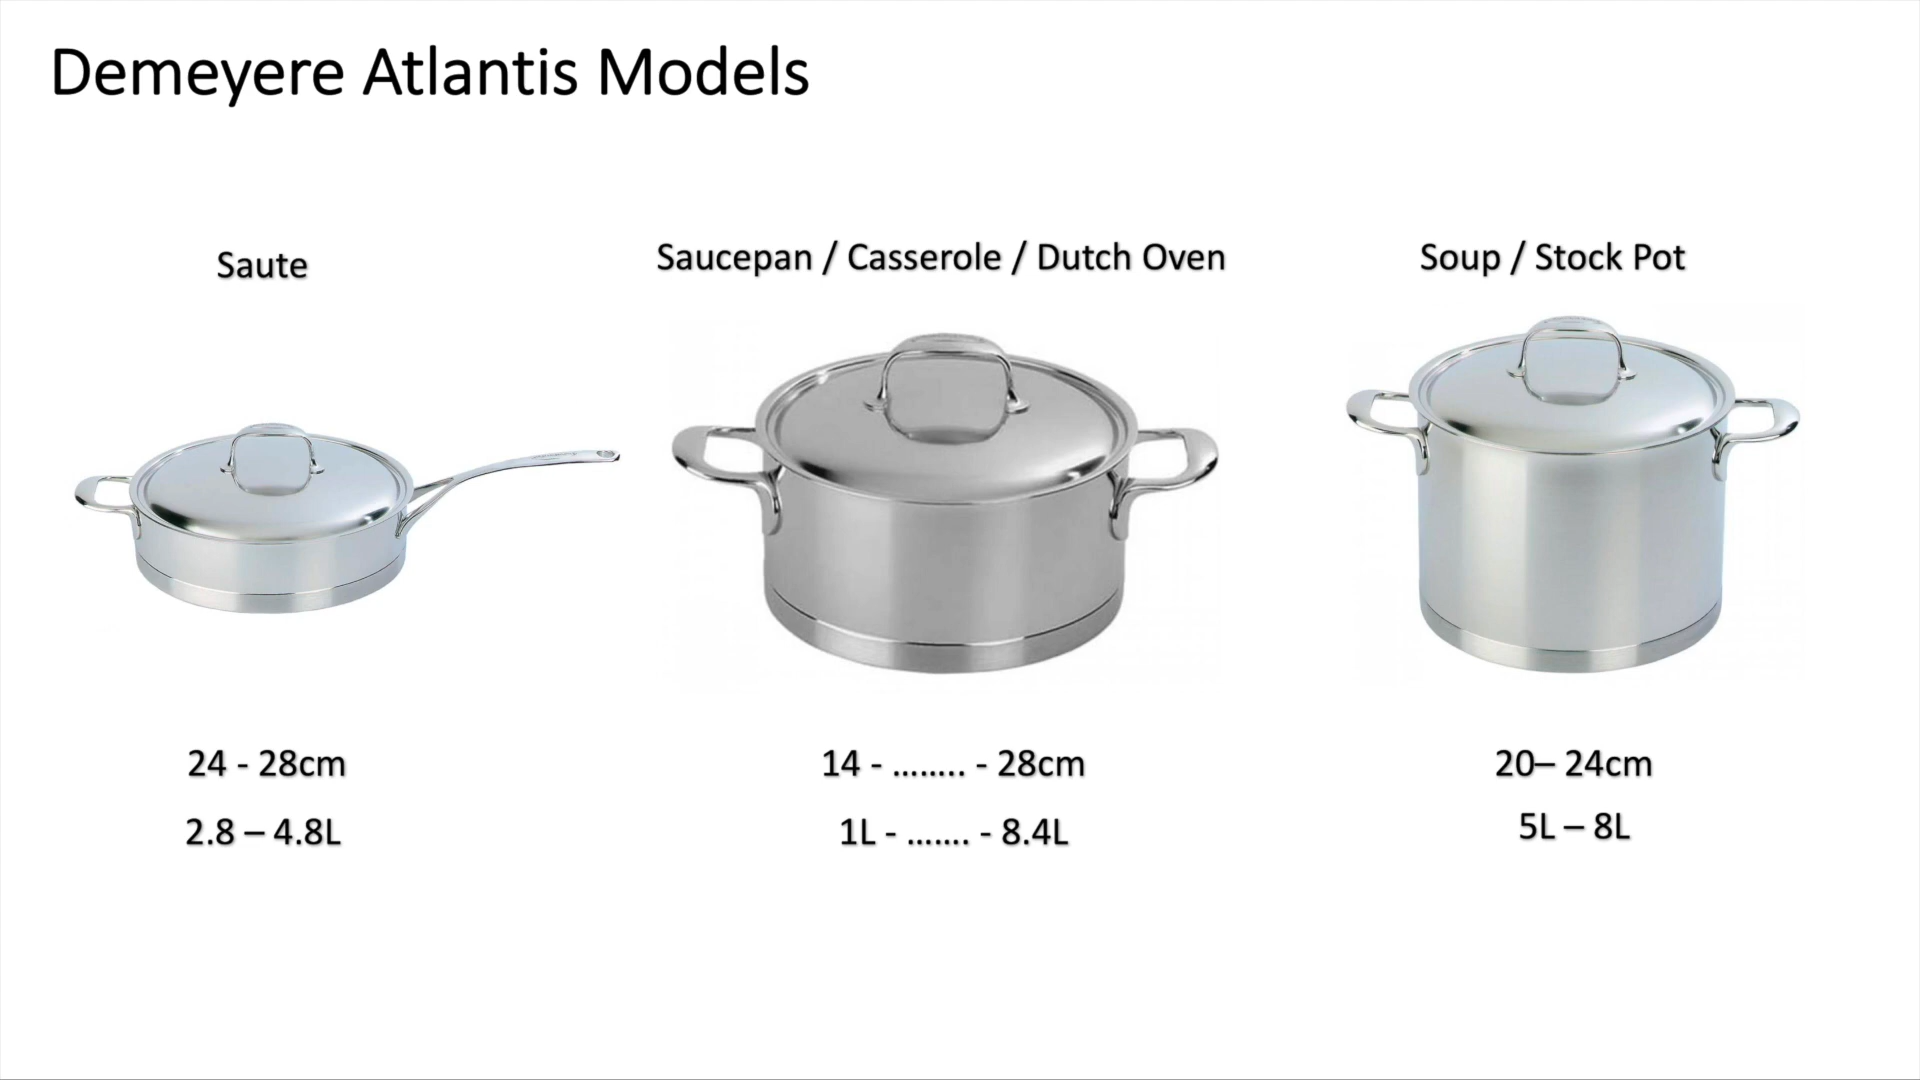 Demeyere Atlantis Models
Saute
Saucepan / Casserole / Dutch Oven
Soup / Stock Pot
24 - 28cm
14 - …….. - 28cm
20– 24cm
2.8 – 4.8L
1L - ……. - 8.4L
5L – 8L